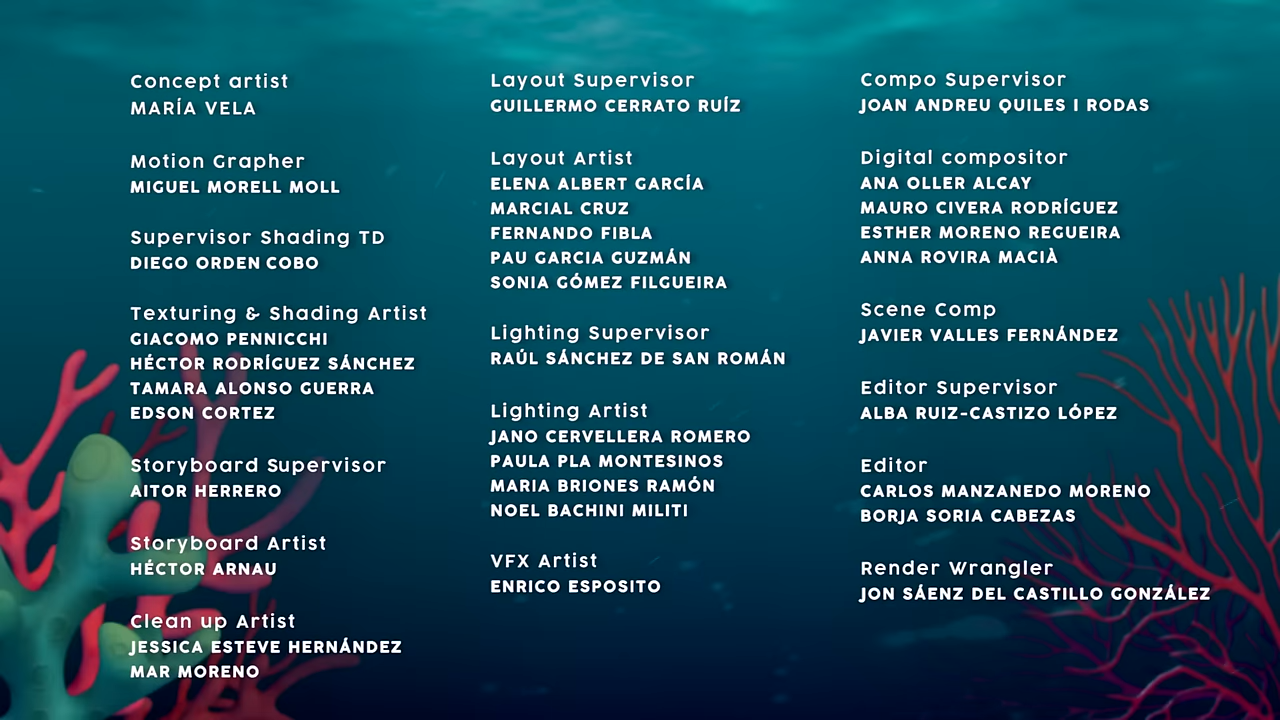 Concept artist
MARÍA VELA
Motion Grapher
MIGUEL MORELL MOLL
Supervisor Shading TD
DIEGO ORDEN COBO
Texturing & Shading Artist
GIACOMO PENNICCHI
HÉCTOR RODRÍGUEZ SÁNCHEZ
TAMARA ALONSO GUERRA
EDSON CORTEZ
Storyboard Supervisor
AITOR HERRERO
Storyboard Artist
HÉCTOR ARNAU
Clean up Artist
JESSICA ESTEVE HERNÁNDEZ
MAR MORENO
Layout Supervisor
GUILLERMO CERRATO RUÍZ
Layout Artist
ELENA ALBERT GARCÍA
MARCIAL CRUZ
FERNANDO FIBLA
PAU GARCIA GUZMÁN
SONIA GÓMEZ FILGUEIRA
Lighting Supervisor
RAÚL SÁNCHEZ DE SAN ROMÁN
Lighting Artist
JANO CERVELLERA ROMERO
PAULA PLA MONTESINOS
MARIA BRIONES RAMÓN
NOEL BACHINI MILITI
VFX Artist
ENRICO ESPOSITO
Compo Supervisor
JOAN ANDREU QUILES I RODAS
Digital compositor
ANA OLLER ALCAY
MAURO CIVERA RODRÍGUEZ
ESTHER MORENO REGUEIRA
ANNA ROVIRA MACIÀ
Scene Comp
JAVIER VALLES FERNÁNDEZ
Editor Supervisor
ALBA RUIZ-CASTIZO LÓPEZ
Editor
CARLOS MANZANEDO MORENO
BORJA SORIA CABEZAS
Render Wrangler
JON SÁENZ DEL CASTILLO GONZÁLEZ